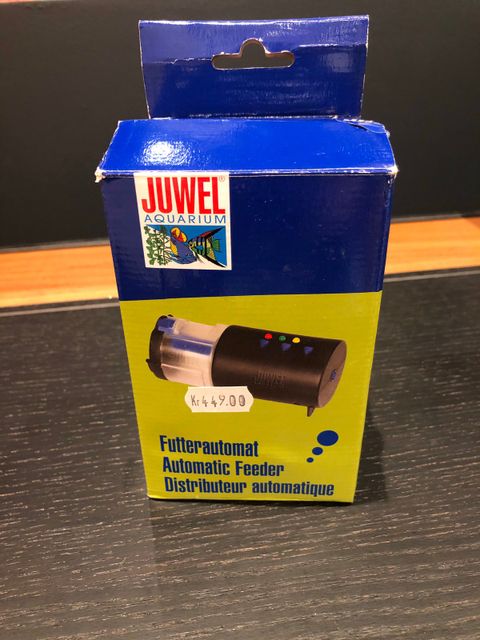 JUWEL®
AQUARIUM
JUWEL
Kr 449.00
Futterautomat
Automatic Feeder
Distributeur automatique